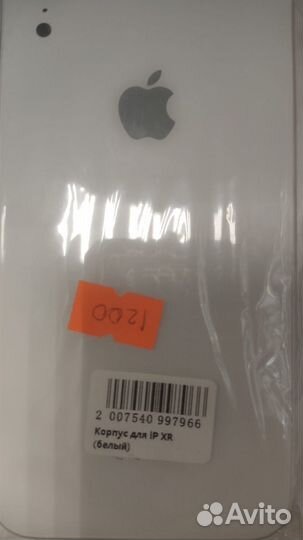 1200
2 007540 997966
Корпус для iP XR
(белый)
Avito